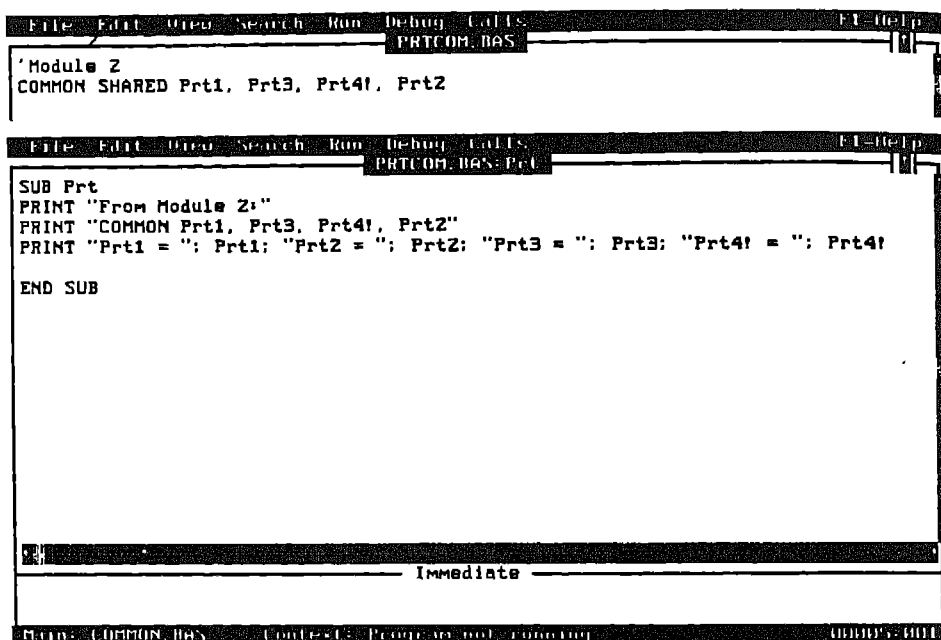 File Edit View Search Run Debug Calls F1-Help
PRTCOM.BAS
'Module 2
COMMON SHARED Prt1, Prt3, Prt4!, Prt2
File Edit View Search Run Debug Calls F1-Help
PRTCOM.BAS:Prt
SUB Prt
PRINT "From Module 2:"
PRINT "COMMON Prt1, Prt3, Prt4!, Prt2"
PRINT "Prt1 = "; Prt1; "Prt2 = "; Prt2; "Prt3 = "; Prt3; "Prt4! = "; Prt4!
END SUB
Immediate
Main: COMMON.BAS Context: Program not running 00005:001